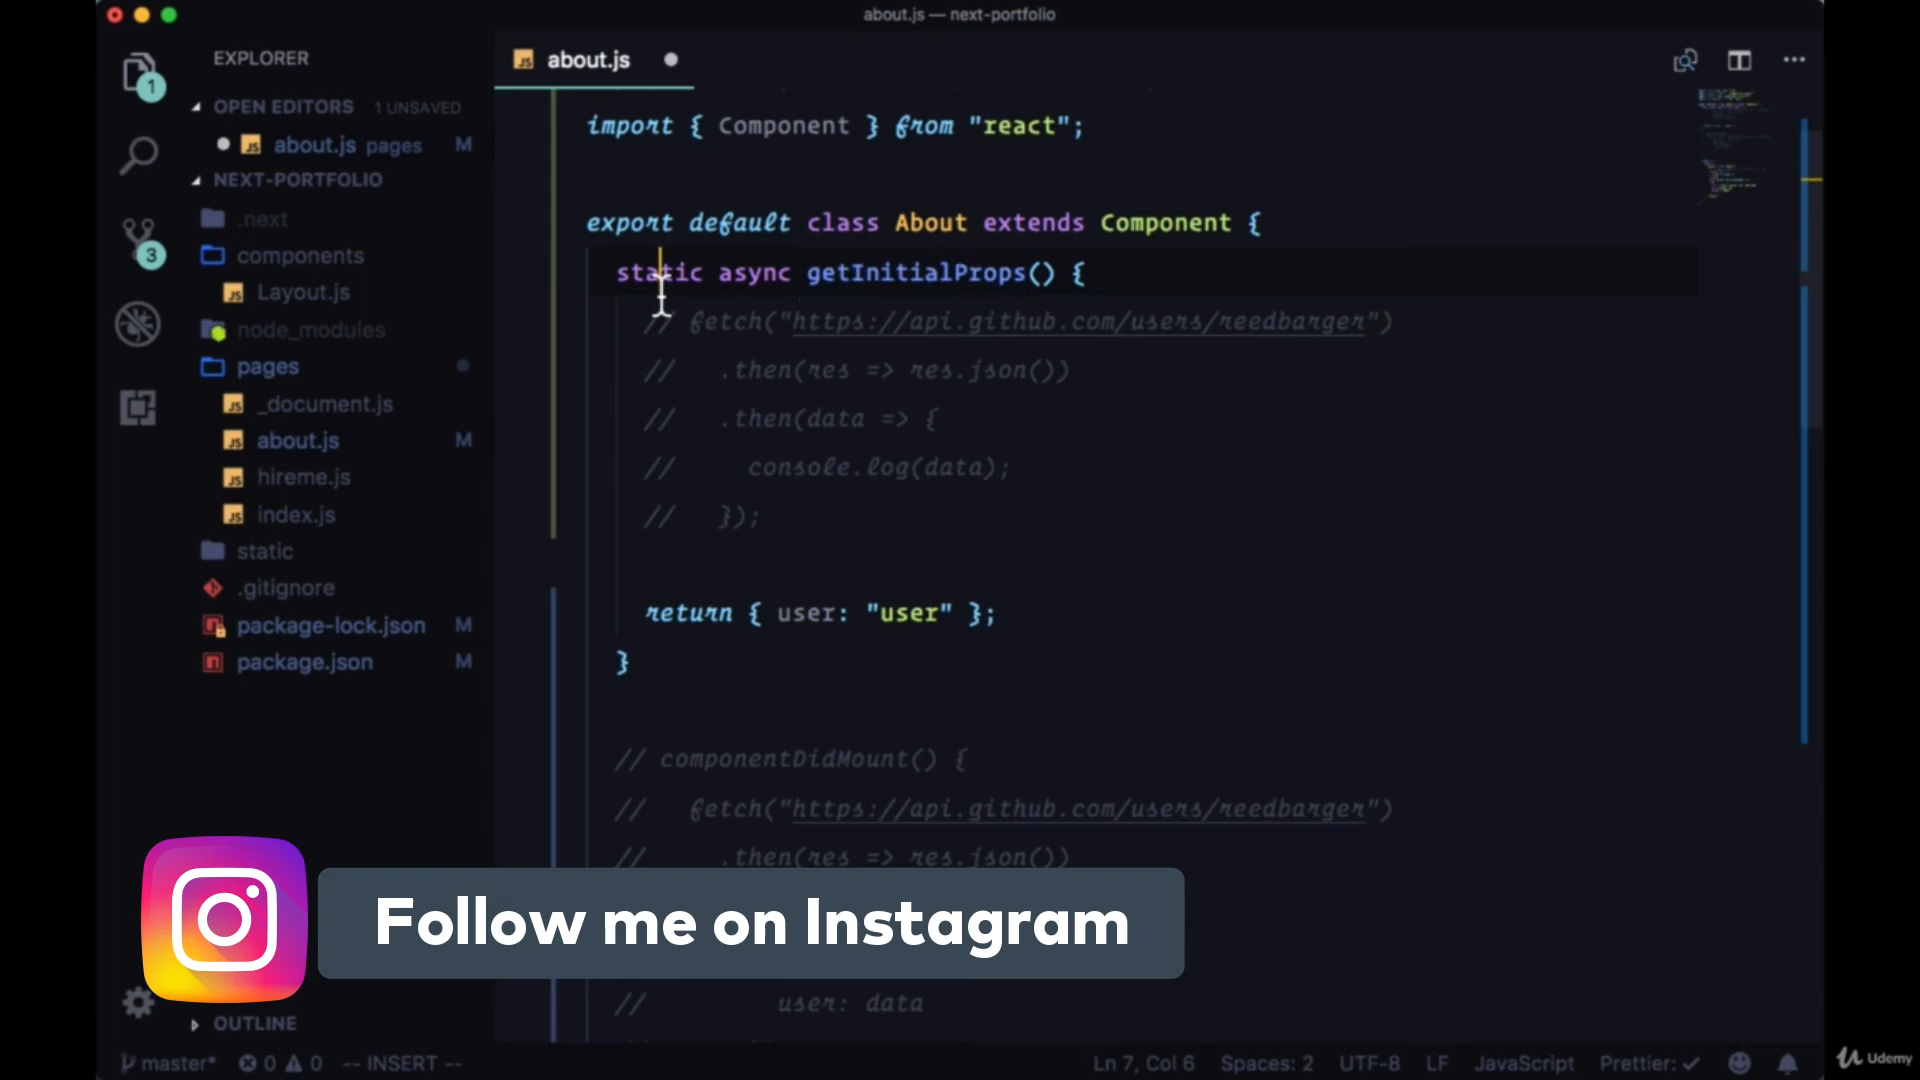 about.js — next-portfolio
EXPLORER
OPEN EDITORS 1 UNSAVED
about.js pages M
NEXT-PORTFOLIO
.next
components
Layout.js
node_modules
pages
_document.js
about.js M
hireme.js
index.js
static
.gitignore
package-lock.json M
package.json M
OUTLINE
1
3
about.js
import { Component } from "react";
export default class About extends Component {
static async getInitialProps() {
// fetch("https://api.github.com/users/reedbarger")
// .then(res => res.json())
// .then(data => {
// console.log(data);
// });
return { user: "user" };
}
// componentDidMount() {
// fetch("https://api.github.com/users/reedbarger")
// .then(res => res.json())
Follow me on Instagram
// user: data
master* 0 0 -- INSERT --
Ln 7, Col 6 Spaces: 2 UTF-8 LF JavaScript Prettier: ✓
Udemy